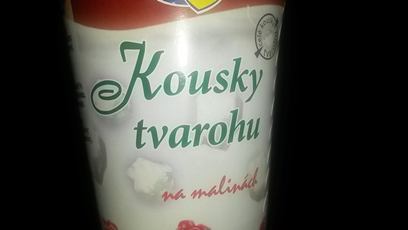 Kousky
tvarohu
na malinách